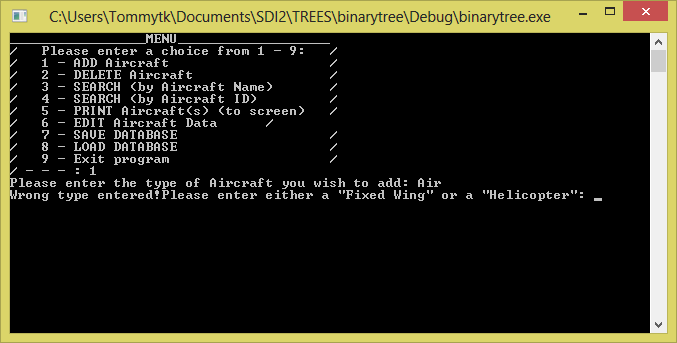 C:\Users\Tommytk\Documents\SDI2\TREES\binarytree\Debug\binarytree.exe
_________________MENU___________________
/   Please enter a choice from 1 - 9:   /
/   1 - ADD Aircraft                    /
/   2 - DELETE Aircraft                 /
/   3 - SEARCH (by Aircraft Name)       /
/   4 - SEARCH (by Aircraft ID)         /
/   5 - PRINT Aircraft(s) (to screen)   /
/   6 - EDIT Aircraft Data      /
/   7 - SAVE DATABASE                   /
/   8 - LOAD DATABASE                   /
/   9 - Exit program                    /
/ - - - : 1
Please enter the type of Aircraft you wish to add: Air
Wrong type entered!Please enter either a "Fixed Wing" or a "Helicopter": _